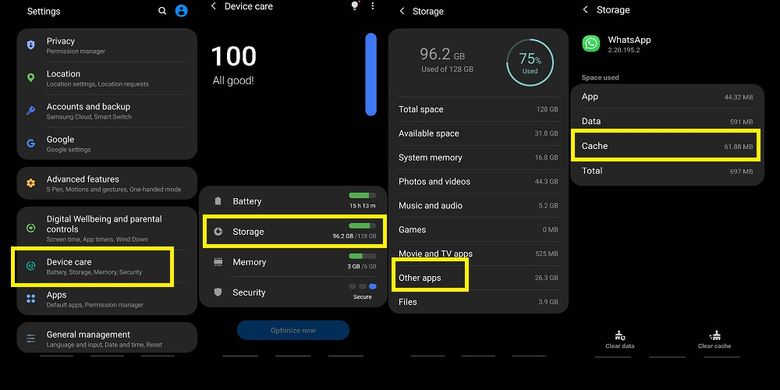 Settings
Privacy
Permission manager
Location
Location settings, Location requests
Accounts and backup
Samsung Cloud, Smart Switch
Google
Google settings
Advanced features
S Pen, Motions and gestures, One-handed mode
Digital Wellbeing and parental
controls
Screen time, App timers, Wind Down
Device care
Battery, Storage, Memory, Security
Apps
Default apps, Permission manager
General management
Language and input, Date and time, Reset
Device care
100
All good!
Battery
15 h 13 m
Storage
96.2 GB /128 GB
Memory
3 GB /6 GB
Security
Secure
Optimize now
Storage
96.2 GB
Used of 128 GB
75%
Used
Total space 128 GB
Available space 31.8 GB
System memory 16.8 GB
Photos and videos 44.3 GB
Music and audio 5.2 GB
Games 0 MB
Movie and TV apps 525 MB
Other apps 26.3 GB
Files 3.9 GB
Storage
WhatsApp
2.20.195.2
Space used
App 44.32 MB
Data 591 MB
Cache 61.88 MB
Total 697 MB
Clear data
Clear cache